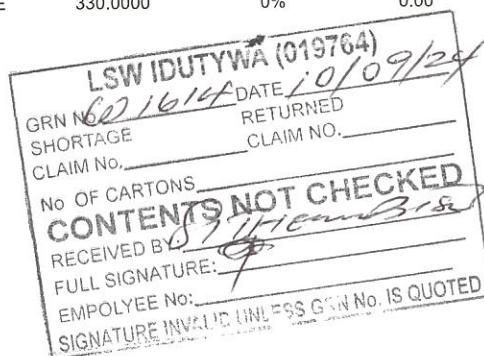 E 330.0000 0% 0.00
LSW IDUTYWA (019764)
GRN No DATE 10/09/24
SHORTAGE RETURNED
CLAIM No. CLAIM NO.
No OF CARTONS
CONTENTS NOT CHECKED
RECEIVED BY:
FULL SIGNATURE:
EMPOLYEE No:
SIGNATURE INVALID UNLESS GRN No. IS QUOTED